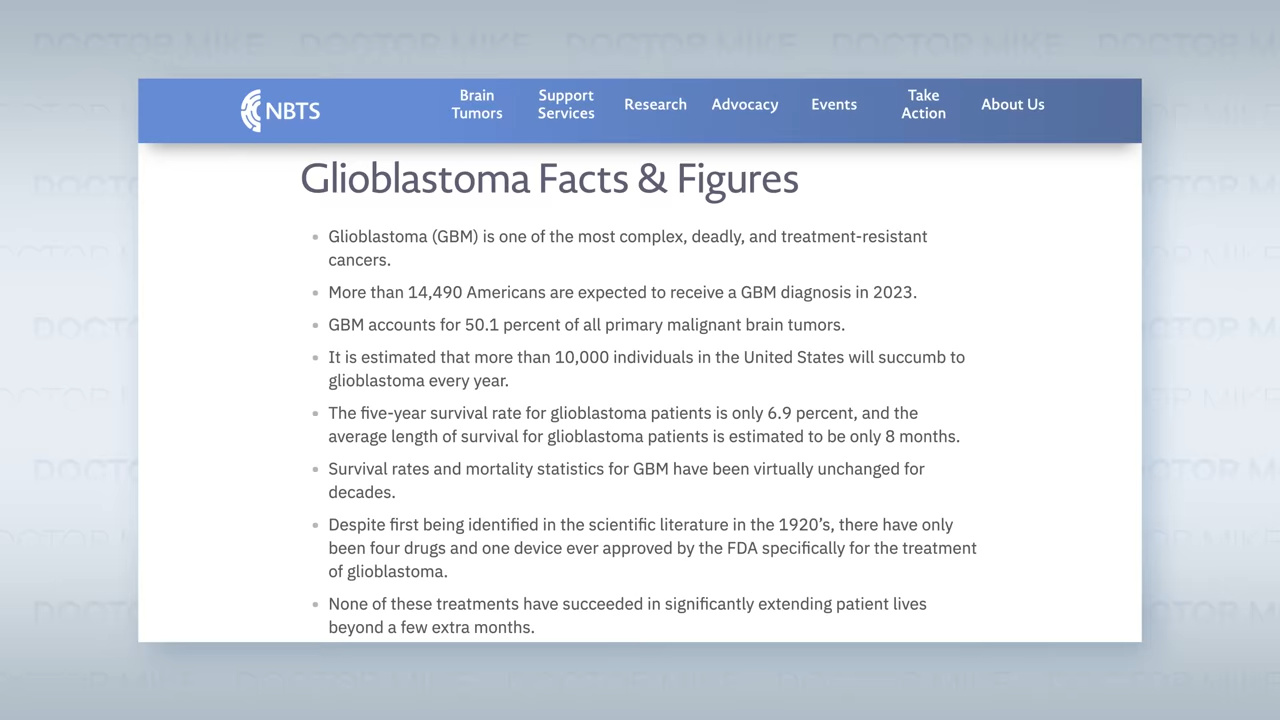 DOCTOR MIKE DOCTOR MIKE DOCTOR MIKE DOCTOR MIKE DOCTOR M
NBTS
Brain Tumors
Support Services
Research
Advocacy
Events
Take Action
About Us
Glioblastoma Facts & Figures
• Glioblastoma (GBM) is one of the most complex, deadly, and treatment-resistant
cancers.
• More than 14,490 Americans are expected to receive a GBM diagnosis in 2023.
• GBM accounts for 50.1 percent of all primary malignant brain tumors.
• It is estimated that more than 10,000 individuals in the United States will succumb to
glioblastoma every year.
• The five-year survival rate for glioblastoma patients is only 6.9 percent, and the
average length of survival for glioblastoma patients is estimated to be only 8 months.
• Survival rates and mortality statistics for GBM have been virtually unchanged for
decades.
• Despite first being identified in the scientific literature in the 1920’s, there have only
been four drugs and one device ever approved by the FDA specifically for the treatment
of glioblastoma.
• None of these treatments have succeeded in significantly extending patient lives
beyond a few extra months.